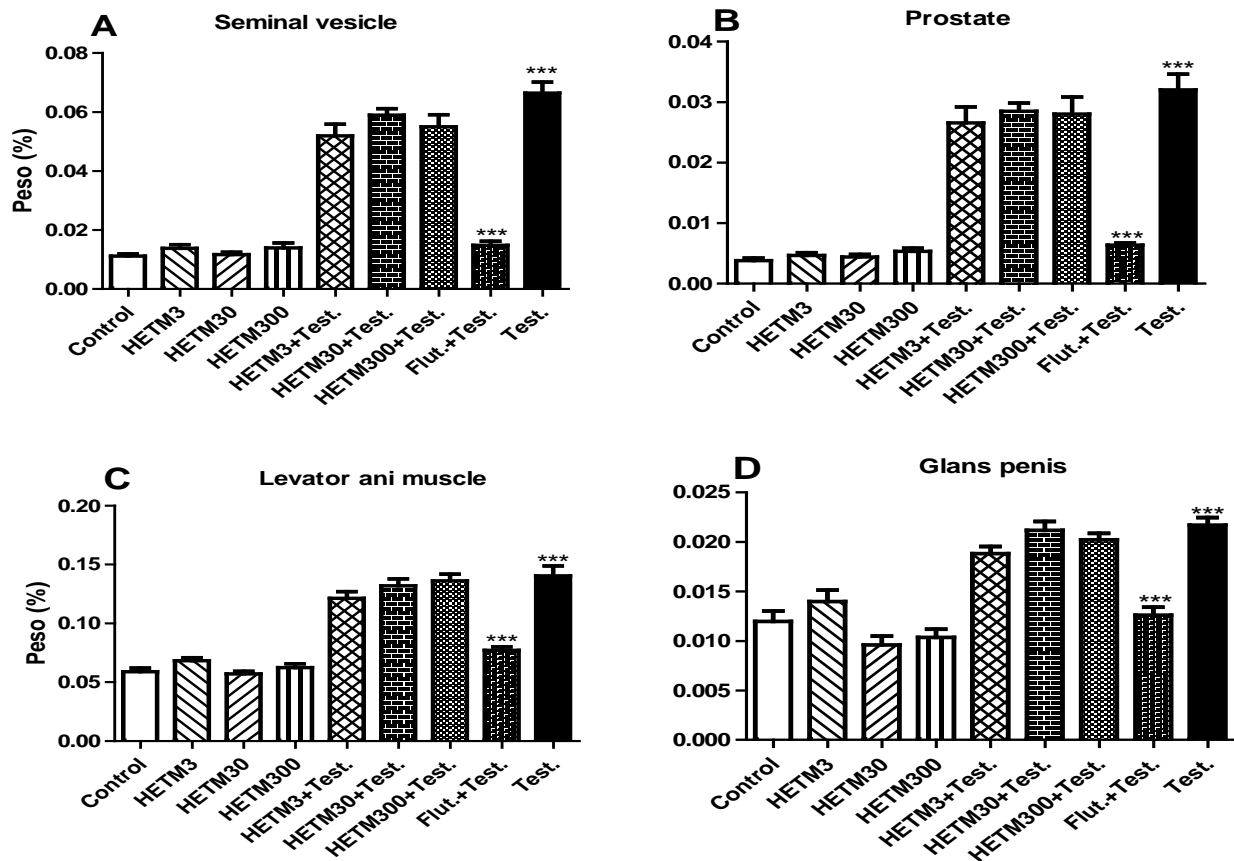 A
Seminal vesicle
Peso (%)
0.08
0.06
0.04
0.02
0.00
***
***
Control
HETM3
HETM30
HETM300
HETM3+Test.
HETM30+Test.
HETM300+Test.
Flut.+Test.
Test.
B
Prostate
0.04
0.03
0.02
0.01
0.00
***
***
Control
HETM3
HETM30
HETM300
HETM3+Test.
HETM30+Test.
HETM300+Test.
Flut.+Test.
Test.
C
Levator ani muscle
Peso (%)
0.20
0.15
0.10
0.05
0.00
***
***
Control
HETM3
HETM30
HETM300
HETM3+Test.
HETM30+Test.
HETM300+Test.
Flut.+Test.
Test.
D
Glans penis
0.025
0.020
0.015
0.010
0.005
0.000
***
***
Control
HETM3
HETM30
HETM300
HETM3+Test.
HETM30+Test.
HETM300+Test.
Flut.+Test.
Test.